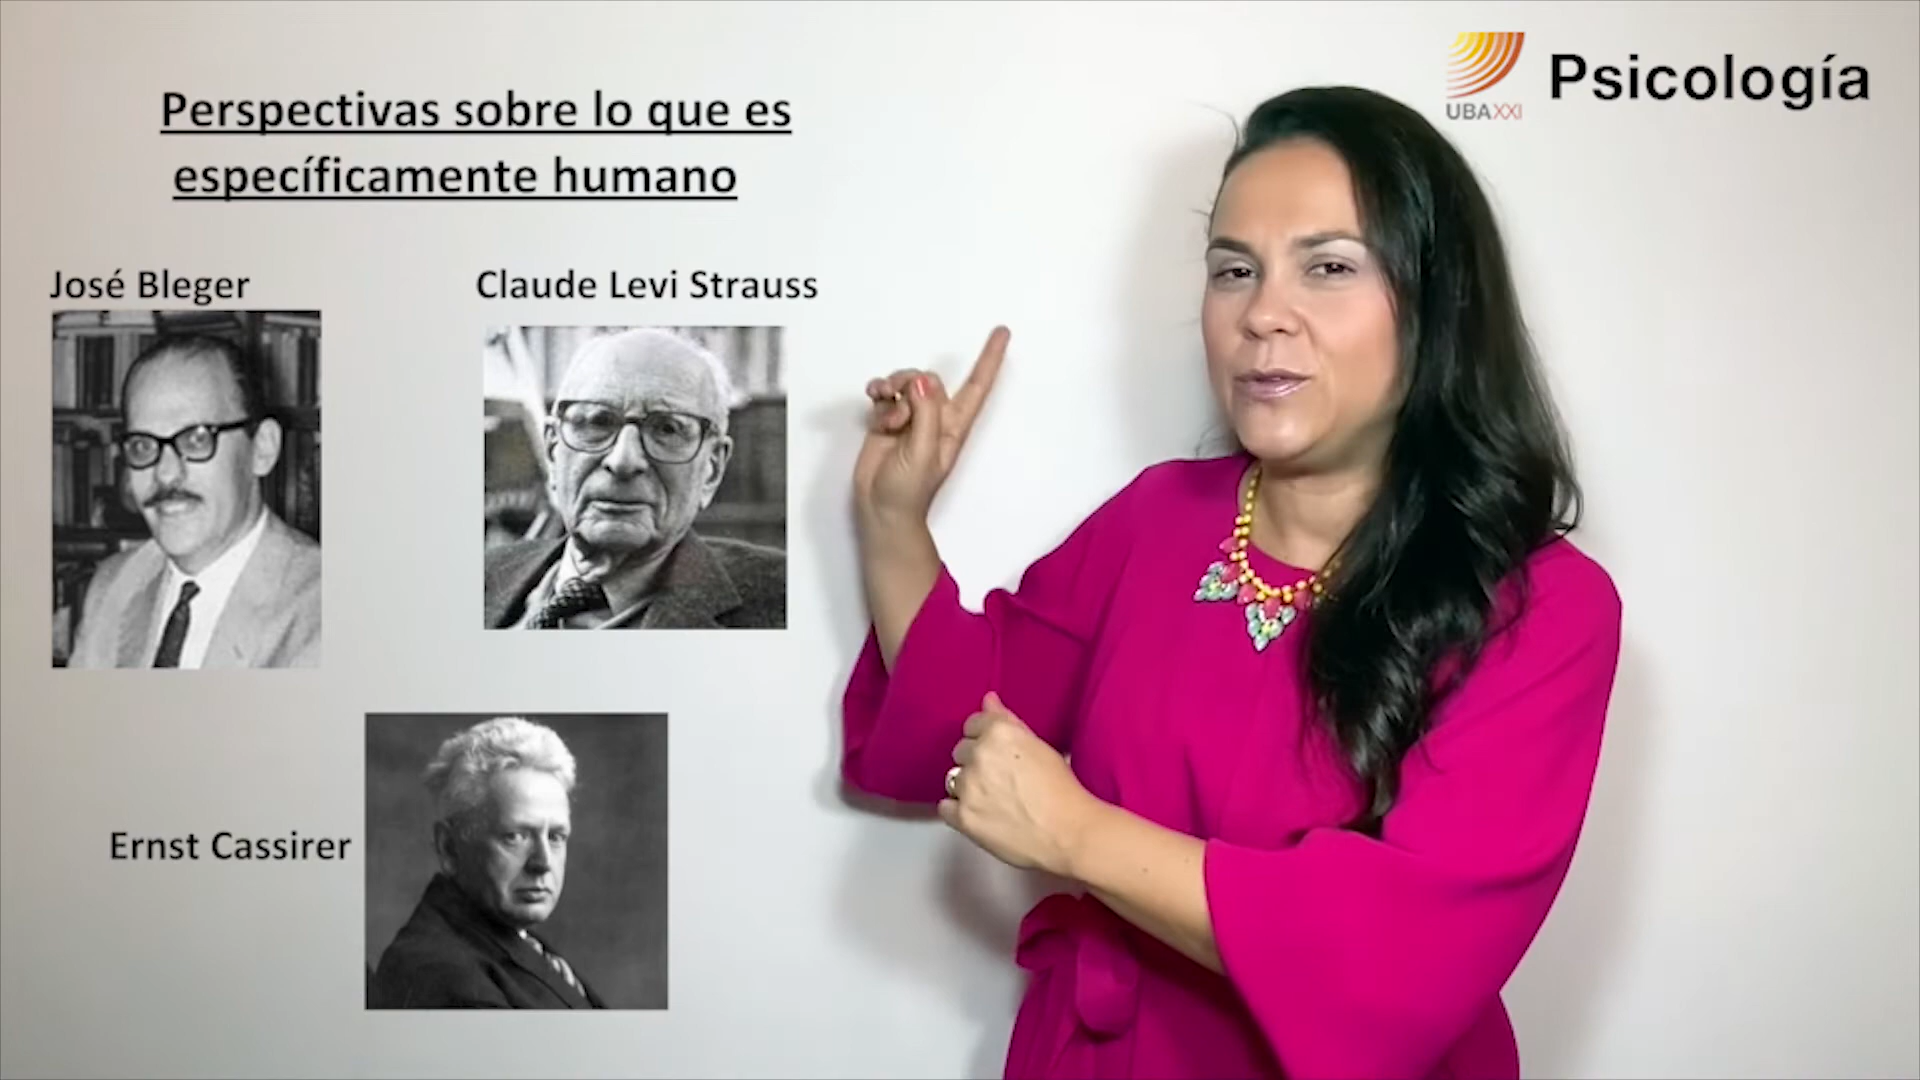 UBAXXI
Psicología
Perspectivas sobre lo que es
específicamente humano
José Bleger
Claude Levi Strauss
Ernst Cassirer